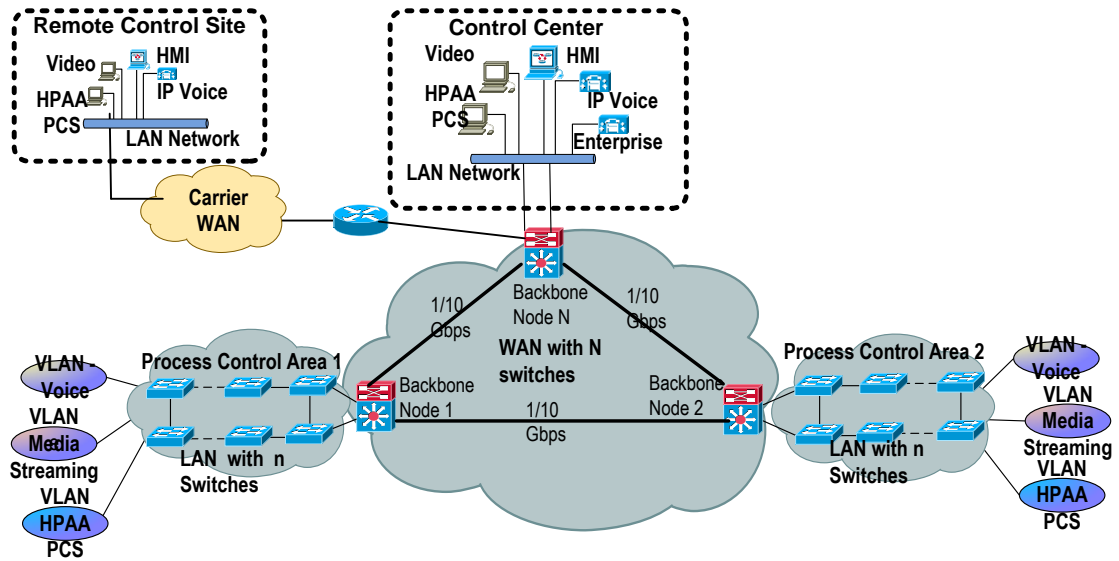 Remote Control Site
Video
HMI
IP Voice
HPAA
PCS
LAN Network
Control Center
Video
HMI
HPAA
PCS
IP Voice
Enterprise
LAN Network
Carrier
WAN
1/10
Gbps
Backbone
Node N
1/10
Gbps
WAN with N
switches
Process Control Area 1
Backbone
Node 1
1/10
Gbps
Backbone
Node 2
Process Control Area 2
VLAN -
Voice
VLAN
Media
Streaming
VLAN
HPAA
PCS
LAN with n
Switches
LAN with n
Switches
VLAN -
Voice
VLAN
Media
Streaming
VLAN
HPAA
PCS